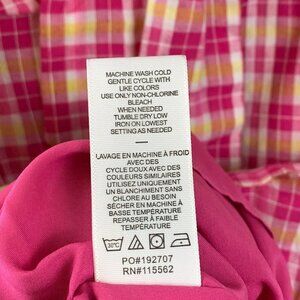 MACHINE WASH COLD
GENTLE CYCLE WITH
LIKE COLORS
USE ONLY NON-CHLORINE
BLEACH
WHEN NEEDED
TUMBLE DRY LOW
IRON ON LOWEST
SETTING AS NEEDED
—
LAVAGE EN MACHINE À FROID
AVEC DES
CYCLE DOUX AVEC DES
COULEURS SIMILAIRES
UTILISEZ UNIQUEMENT
UN BLANCHIMENT SANS
CHLORE AU BESOIN
SÉCHER EN MACHINE À
BASSE TEMPÉRATURE
REPASSER À FAIBLE
TEMPÉRATURE
30°C
PO#192707
RN#115562